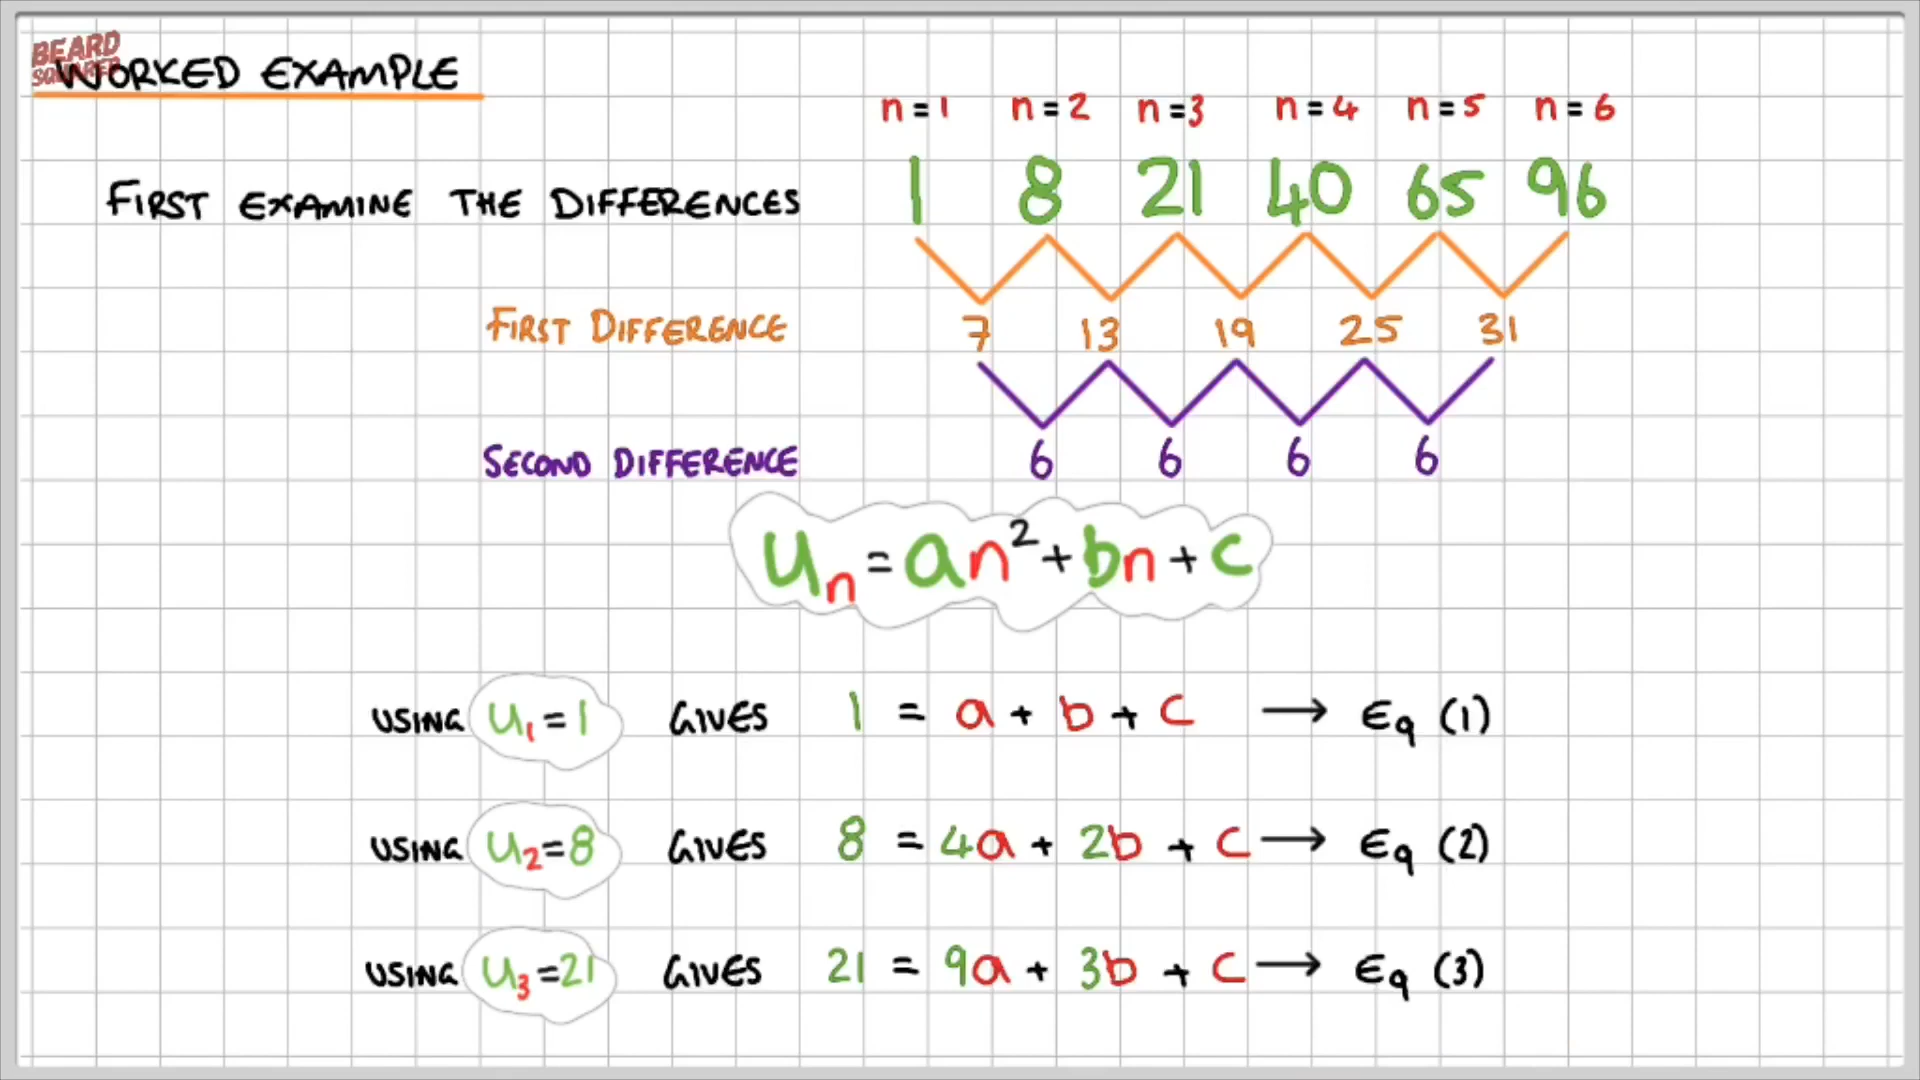 BEARD
SQUARED
WORKED EXAMPLE
n=1 n=2 n=3 n=4 n=5 n=6
FIRST EXAMINE THE DIFFERENCES 1 8 21 40 65 96
FIRST DIFFERENCE 7 13 19 25 31
SECOND DIFFERENCE 6 6 6 6
Uₙ = an² + bn + c
USING U₁ = 1 GIVES 1 = a + b + c → Eq (1)
USING U₂ = 8 GIVES 8 = 4a + 2b + c → Eq (2)
USING U₃ = 21 GIVES 21 = 9a + 3b + c → Eq (3)